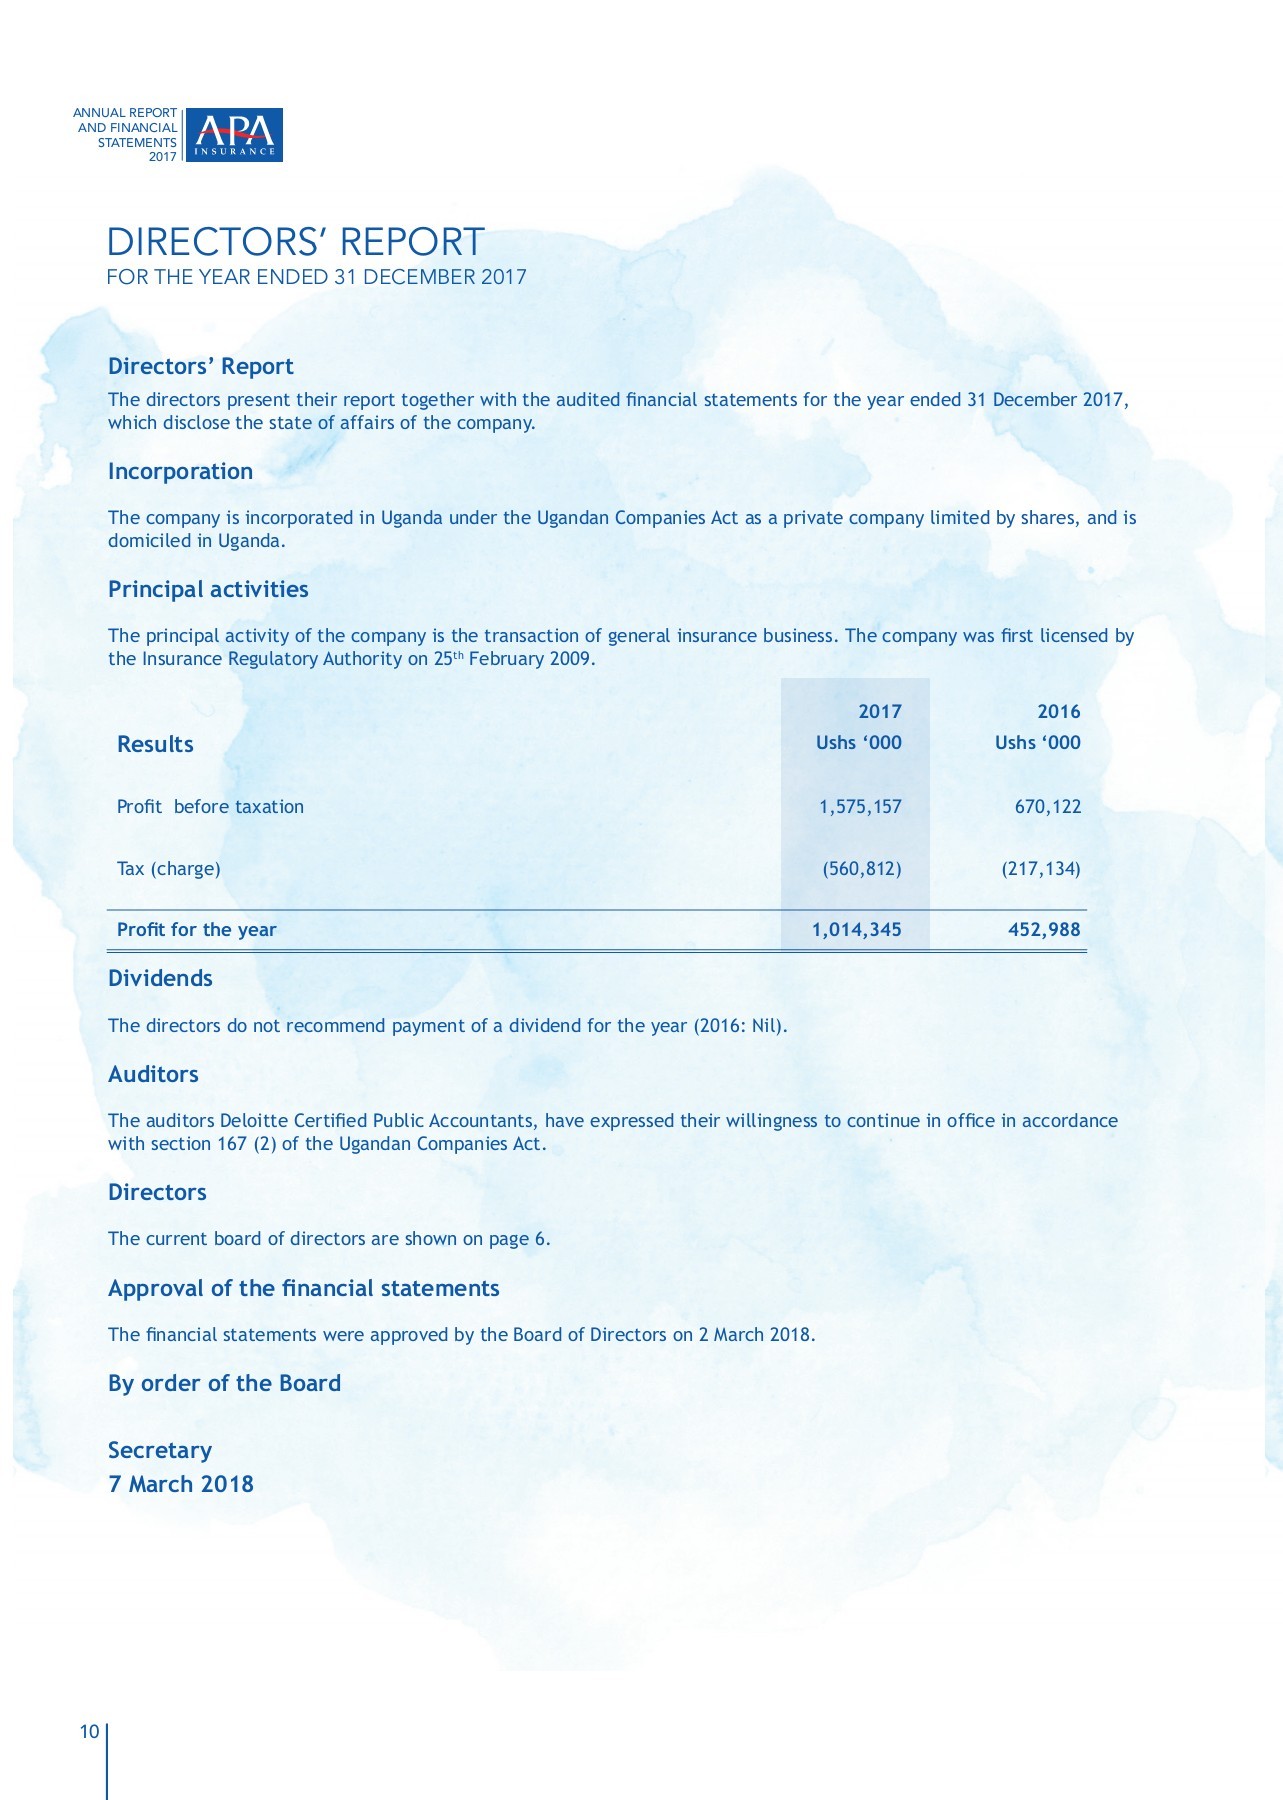 ANNUAL REPORT
AND FINANCIAL
STATEMENTS
2017
APA
INSURANCE
DIRECTORS’ REPORT
FOR THE YEAR ENDED 31 DECEMBER 2017
Directors’ Report
The directors present their report together with the audited financial statements for the year ended 31 December 2017,
which disclose the state of affairs of the company.
Incorporation
The company is incorporated in Uganda under the Ugandan Companies Act as a private company limited by shares, and is
domiciled in Uganda.
Principal activities
The principal activity of the company is the transaction of general insurance business. The company was first licensed by
the Insurance Regulatory Authority on 25th February 2009.
2017 2016
Results Ushs ‘000 Ushs ‘000
Profit before taxation 1,575,157 670,122
Tax (charge) (560,812) (217,134)
Profit for the year 1,014,345 452,988
Dividends
The directors do not recommend payment of a dividend for the year (2016: Nil).
Auditors
The auditors Deloitte Certified Public Accountants, have expressed their willingness to continue in office in accordance
with section 167 (2) of the Ugandan Companies Act.
Directors
The current board of directors are shown on page 6.
Approval of the financial statements
The financial statements were approved by the Board of Directors on 2 March 2018.
By order of the Board
Secretary
7 March 2018
10